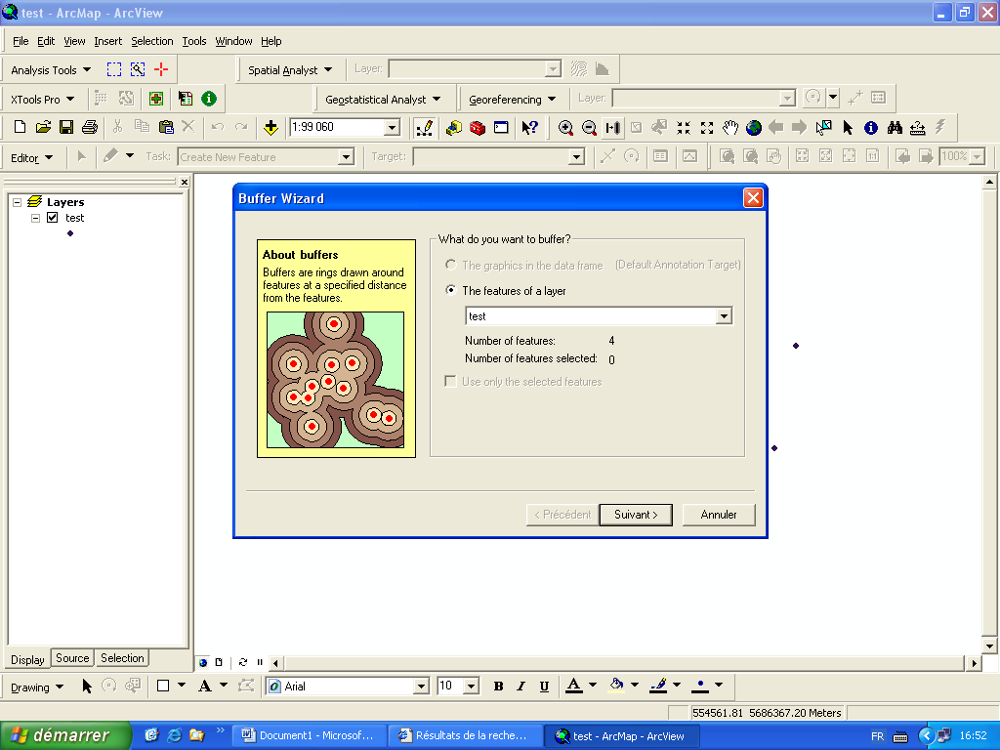 test - ArcMap - ArcView
File Edit View Insert Selection Tools Window Help
Analysis Tools Spatial Analyst Layer:
XTools Pro Geostatistical Analyst Georeferencing Layer:
1:99 060
Editor Task: Create New Feature Target: 100%
Layers
test
Buffer Wizard
About buffers
Buffers are rings drawn around
features at a specified distance
from the features.
What do you want to buffer?
The graphics in the data frame (Default Annotation Target)
The features of a layer
test
Number of features: 4
Number of features selected: 0
Use only the selected features
< Précédent Suivant > Annuler
Display Source Selection
Drawing A Arial 10 B I U A
554561.81 5686367.20 Meters
démarrer » Document1 - Microsof... Résultats de la reche... test - ArcMap - ArcView FR 16:52